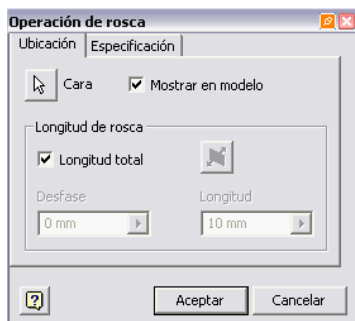 Operación de rosca
Ubicación Especificación
Cara Mostrar en modelo
Longitud de rosca
Longitud total
Desfase Longitud
0 mm 10 mm
Aceptar Cancelar